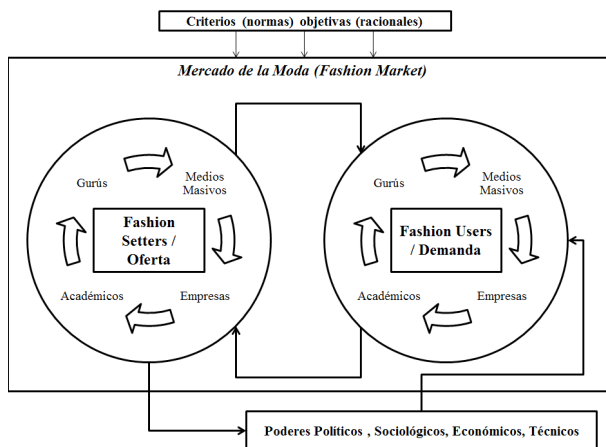 Criterios (normas) objetivas (racionales)
Mercado de la Moda (Fashion Market)
Gurús
Medios
Masivos
Fashion
Setters /
Oferta
Académicos
Empresas
Gurús
Medios
Masivos
Fashion Users
/ Demanda
Académicos
Empresas
Poderes Políticos , Sociológicos, Económicos, Técnicos